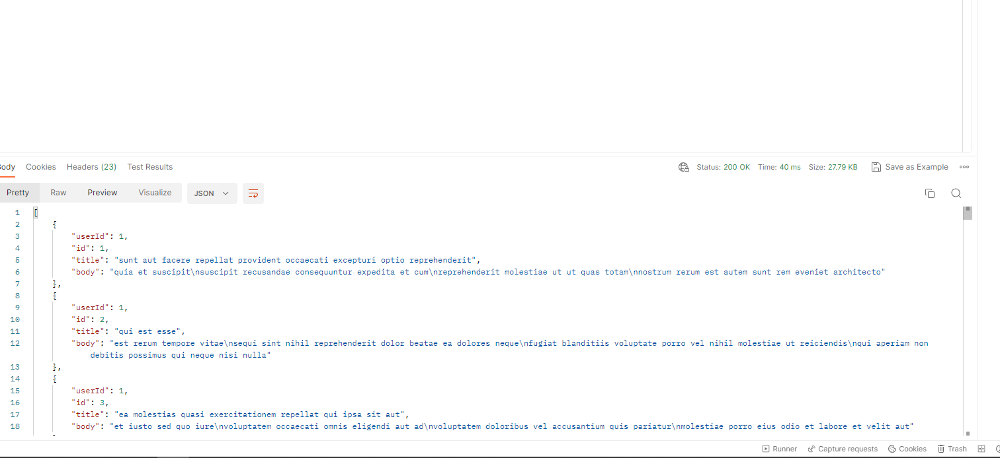 Body Cookies Headers (23) Test Results Status: 200 OK Time: 40 ms Size: 27.79 KB Save as Example
Pretty Raw Preview Visualize JSON
1 [
2 {
3 "userId": 1,
4 "id": 1,
5 "title": "sunt aut facere repellat provident occaecati excepturi optio reprehenderit",
6 "body": "quia et suscipit\nsuscipit recusandae consequuntur expedita et cum\nreprehenderit molestiae ut ut quas totam\nnostrum rerum est autem sunt rem eveniet architecto"
7 },
8 {
9 "userId": 1,
10 "id": 2,
11 "title": "qui est esse",
12 "body": "est rerum tempore vitae\nsequi sint nihil reprehenderit dolor beatae ea dolores neque\nfugiat blanditiis voluptate porro vel nihil molestiae ut reiciendis\nqui aperiam non
debitis possimus qui neque nisi nulla"
13 },
14 {
15 "userId": 1,
16 "id": 3,
17 "title": "ea molestias quasi exercitationem repellat qui ipsa sit aut",
18 "body": "et iusto sed quo iure\nvoluptatem occaecati omnis eligendi aut ad\nvoluptatem doloribus vel accusantium quis pariatur\nmolestiae porro eius odio et labore et velit aut"
Runner Capture requests Cookies Trash